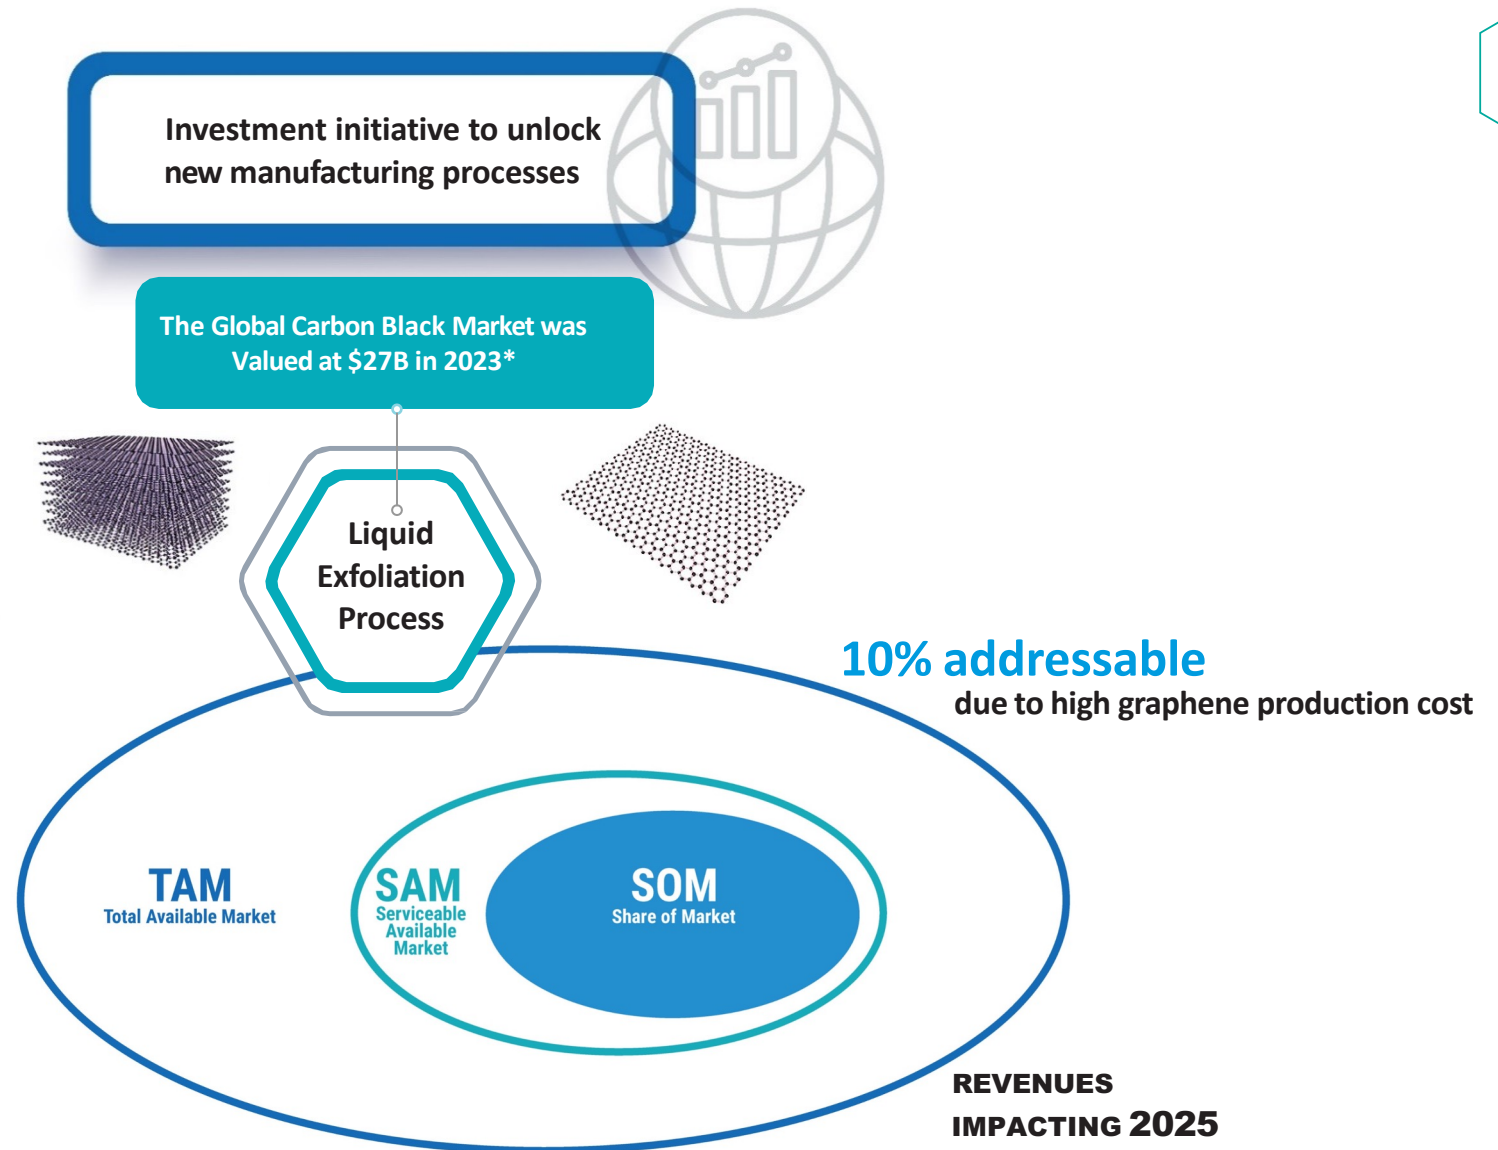 Investment initiative to unlock
new manufacturing processes
The Global Carbon Black Market was
Valued at $27B in 2023*
Liquid
Exfoliation
Process
10% addressable
due to high graphene production cost
TAM
Total Available Market
SAM
Serviceable
Available
Market
SOM
Share of Market
REVENUES
IMPACTING 2025